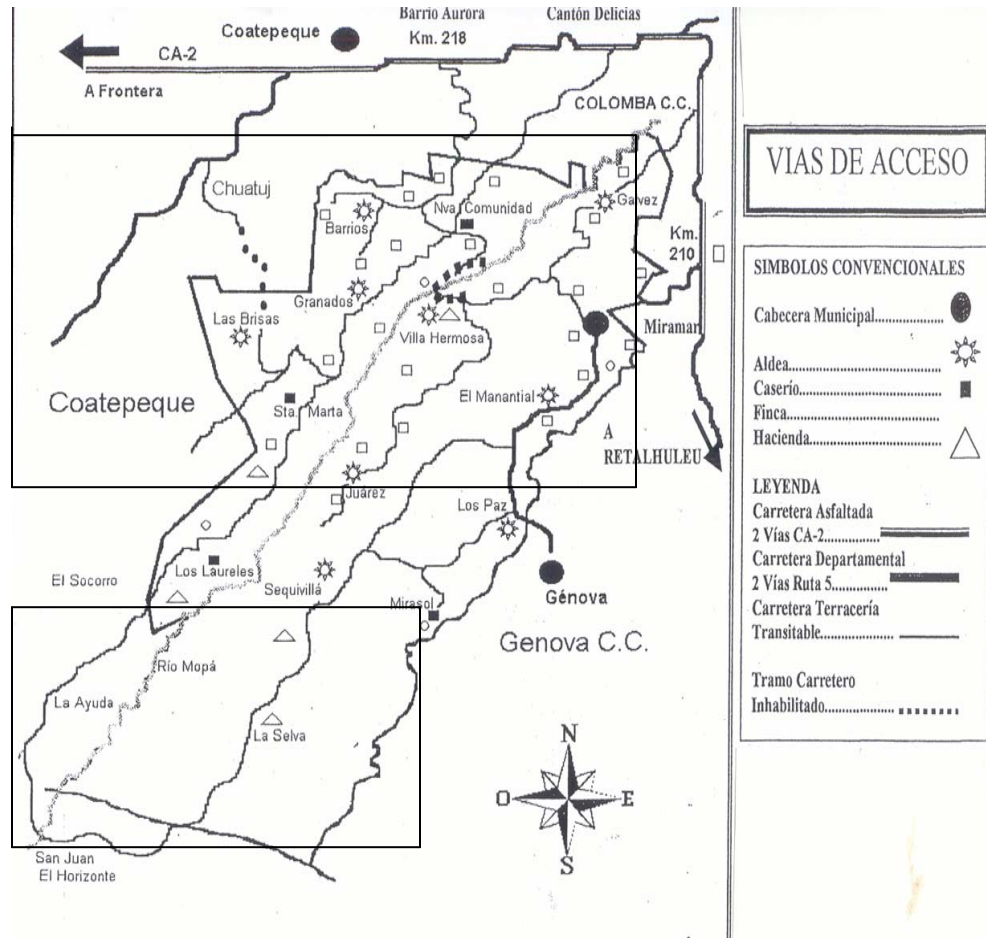 Barrio Aurora
Cantón Delicias
Coatepeque
Km. 218
CA-2
A Frontera
COLOMBA C.C.
Chuatuj
Galvez
Nva. Comunidad
Barrios
Km.
210
Granados
Las Brisas
Miramar
Villa Hermosa
Coatepeque
El Manantial
Sta. Marta
A
RETALHULEU
Juárez
Los Paz
El Socorro
Los Laureles
Sequivillá
Génova
Mirasol
Genova C.C.
Río Mopá
La Ayuda
La Selva
N
O
E
S
San Juan
El Horizonte
VIAS DE ACCESO
SIMBOLOS CONVENCIONALES
Cabecera Municipal
Aldea
Caserío
Finca
Hacienda
LEYENDA
Carretera Asfaltada
2 Vías CA-2
Carretera Departamental
2 Vías Ruta 5
Carretera Terracería
Transitable
Tramo Carretero
Inhabilitado